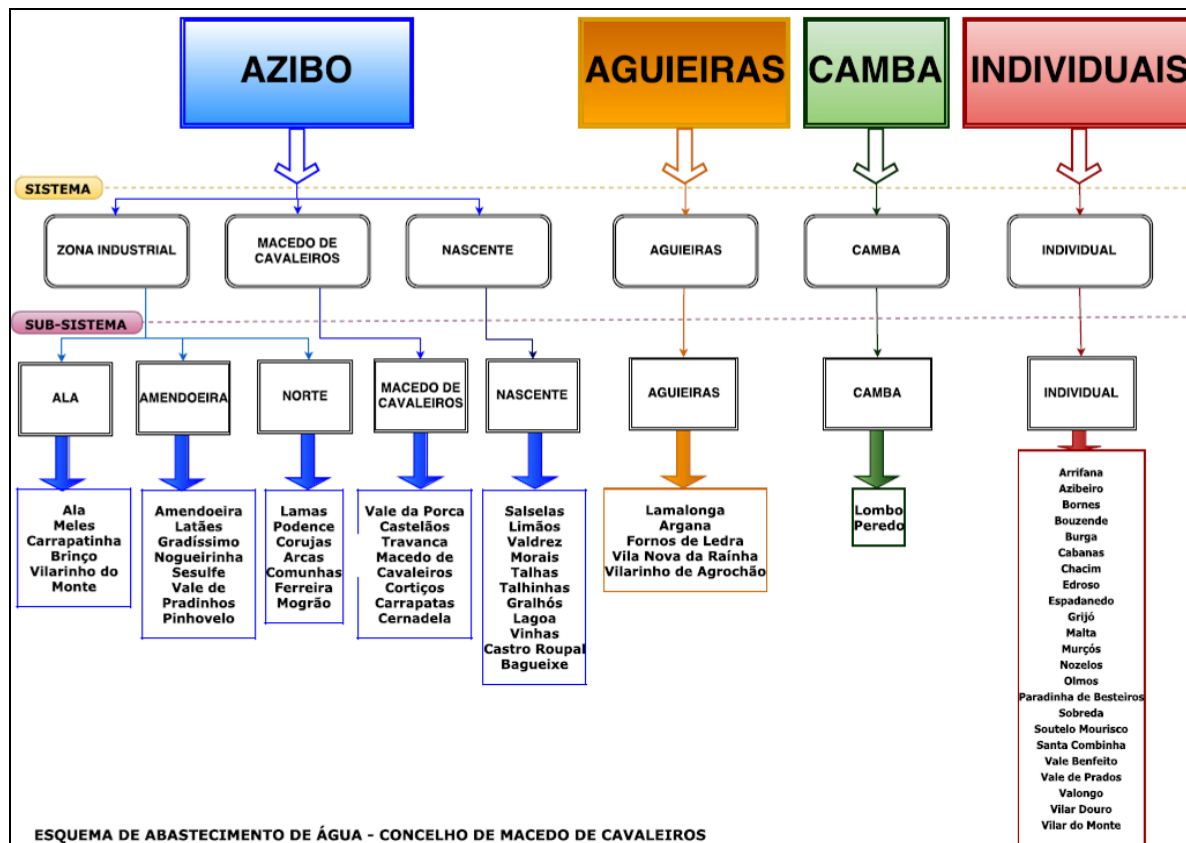 AZIBO
AGUIEIRAS
CAMBA
INDIVIDUAIS
SISTEMA
ZONA INDUSTRIAL
MACEDO DE
CAVALEIROS
NASCENTE
AGUIEIRAS
CAMBA
INDIVIDUAL
SUB-SISTEMA
ALA
AMENDOEIRA
NORTE
MACEDO DE
CAVALEIROS
NASCENTE
AGUIEIRAS
CAMBA
INDIVIDUAL
Ala
Meles
Carrapatinha
Brinço
Vilarinho do
Monte
Amendoeira
Latães
Gradíssimo
Nogueirinha
Sesulfe
Vale de
Pradinhos
Pinhovelo
Lamas
Podence
Corujas
Arcas
Comunhas
Ferreira
Mogrão
Vale da Porca
Castelãos
Travanca
Macedo de
Cavaleiros
Cortiços
Carrapatas
Cernadela
Salselas
Limãos
Valdrez
Morais
Talhas
Talhinhas
Gralhós
Lagoa
Vinhas
Castro Roupal
Bagueixe
Lamalonga
Argana
Fornos de Ledra
Vila Nova da Raínha
Vilarinho de Agrochão
Lombo
Peredo
Arrifana
Azibeiro
Bornes
Bouzende
Burga
Cabanas
Chacim
Edroso
Espadanedo
Grijó
Malta
Murçós
Nozelos
Olmos
Paradinha de Besteiros
Sobreda
Soutelo Mourisco
Santa Combinha
Vale Benfeito
Vale de Prados
Valongo
Vilar Douro
Vilar do Monte
ESQUEMA DE ABASTECIMENTO DE ÁGUA - CONCELHO DE MACEDO DE CAVALEIROS